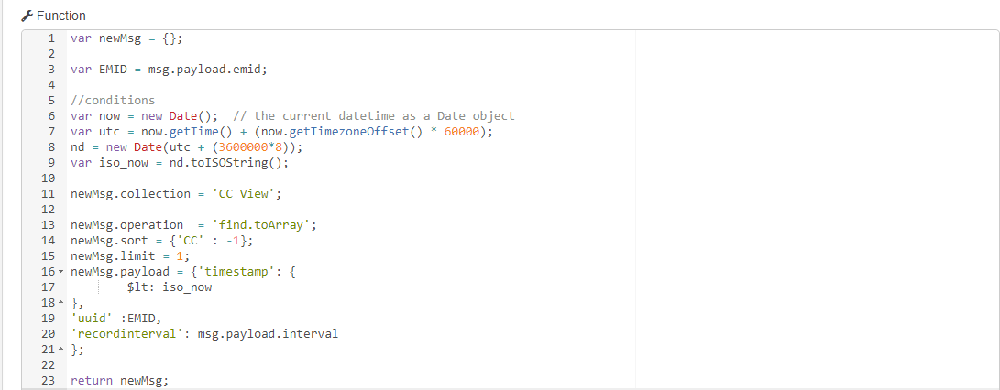 Function
1 var newMsg = {};
2
3 var EMID = msg.payload.emid;
4
5 //conditions
6 var now = new Date();  // the current datetime as a Date object
7 var utc = now.getTime() + (now.getTimezoneOffset() * 60000);
8 nd = new Date(utc + (3600000*8));
9 var iso_now = nd.toISOString();
10
11 newMsg.collection = 'CC_View';
12
13 newMsg.operation  = 'find.toArray';
14 newMsg.sort = {'CC' : -1};
15 newMsg.limit = 1;
16 newMsg.payload = {'timestamp': {
17         $lt: iso_now
18 },
19 'uuid' :EMID,
20 'recordinterval': msg.payload.interval
21 };
22
23 return newMsg;